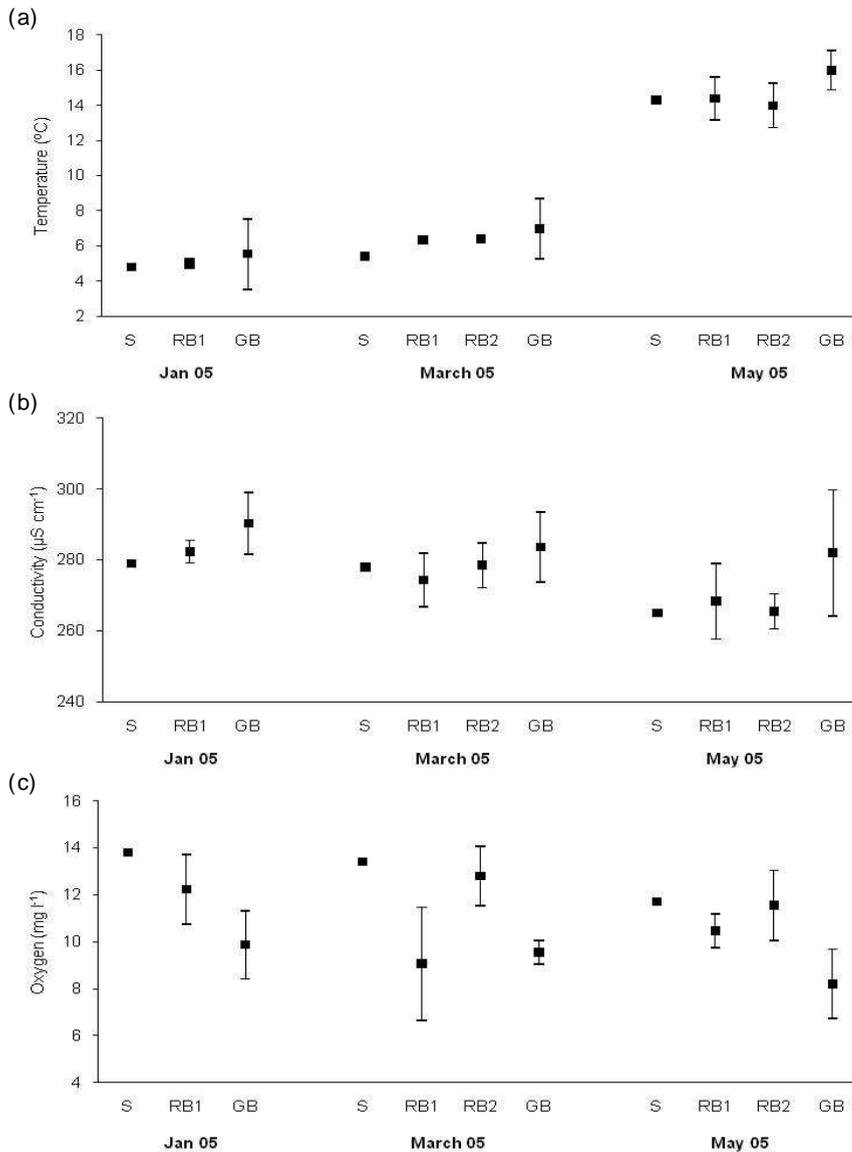 (a)
18
16
14
12
10
8
6
4
2
Temperature (ºC)
S RB1 GB S RB1 RB2 GB S RB1 RB2 GB
Jan 05 March 05 May 05
(b)
320
300
280
260
240
Conductivity (µS cm-1)
S RB1 GB S RB1 RB2 GB S RB1 RB2 GB
Jan 05 March 05 May 05
(c)
16
14
12
10
8
6
4
Oxygen (mg l-1)
S RB1 GB S RB1 RB2 GB S RB1 RB2 GB
Jan 05 March 05 May 05